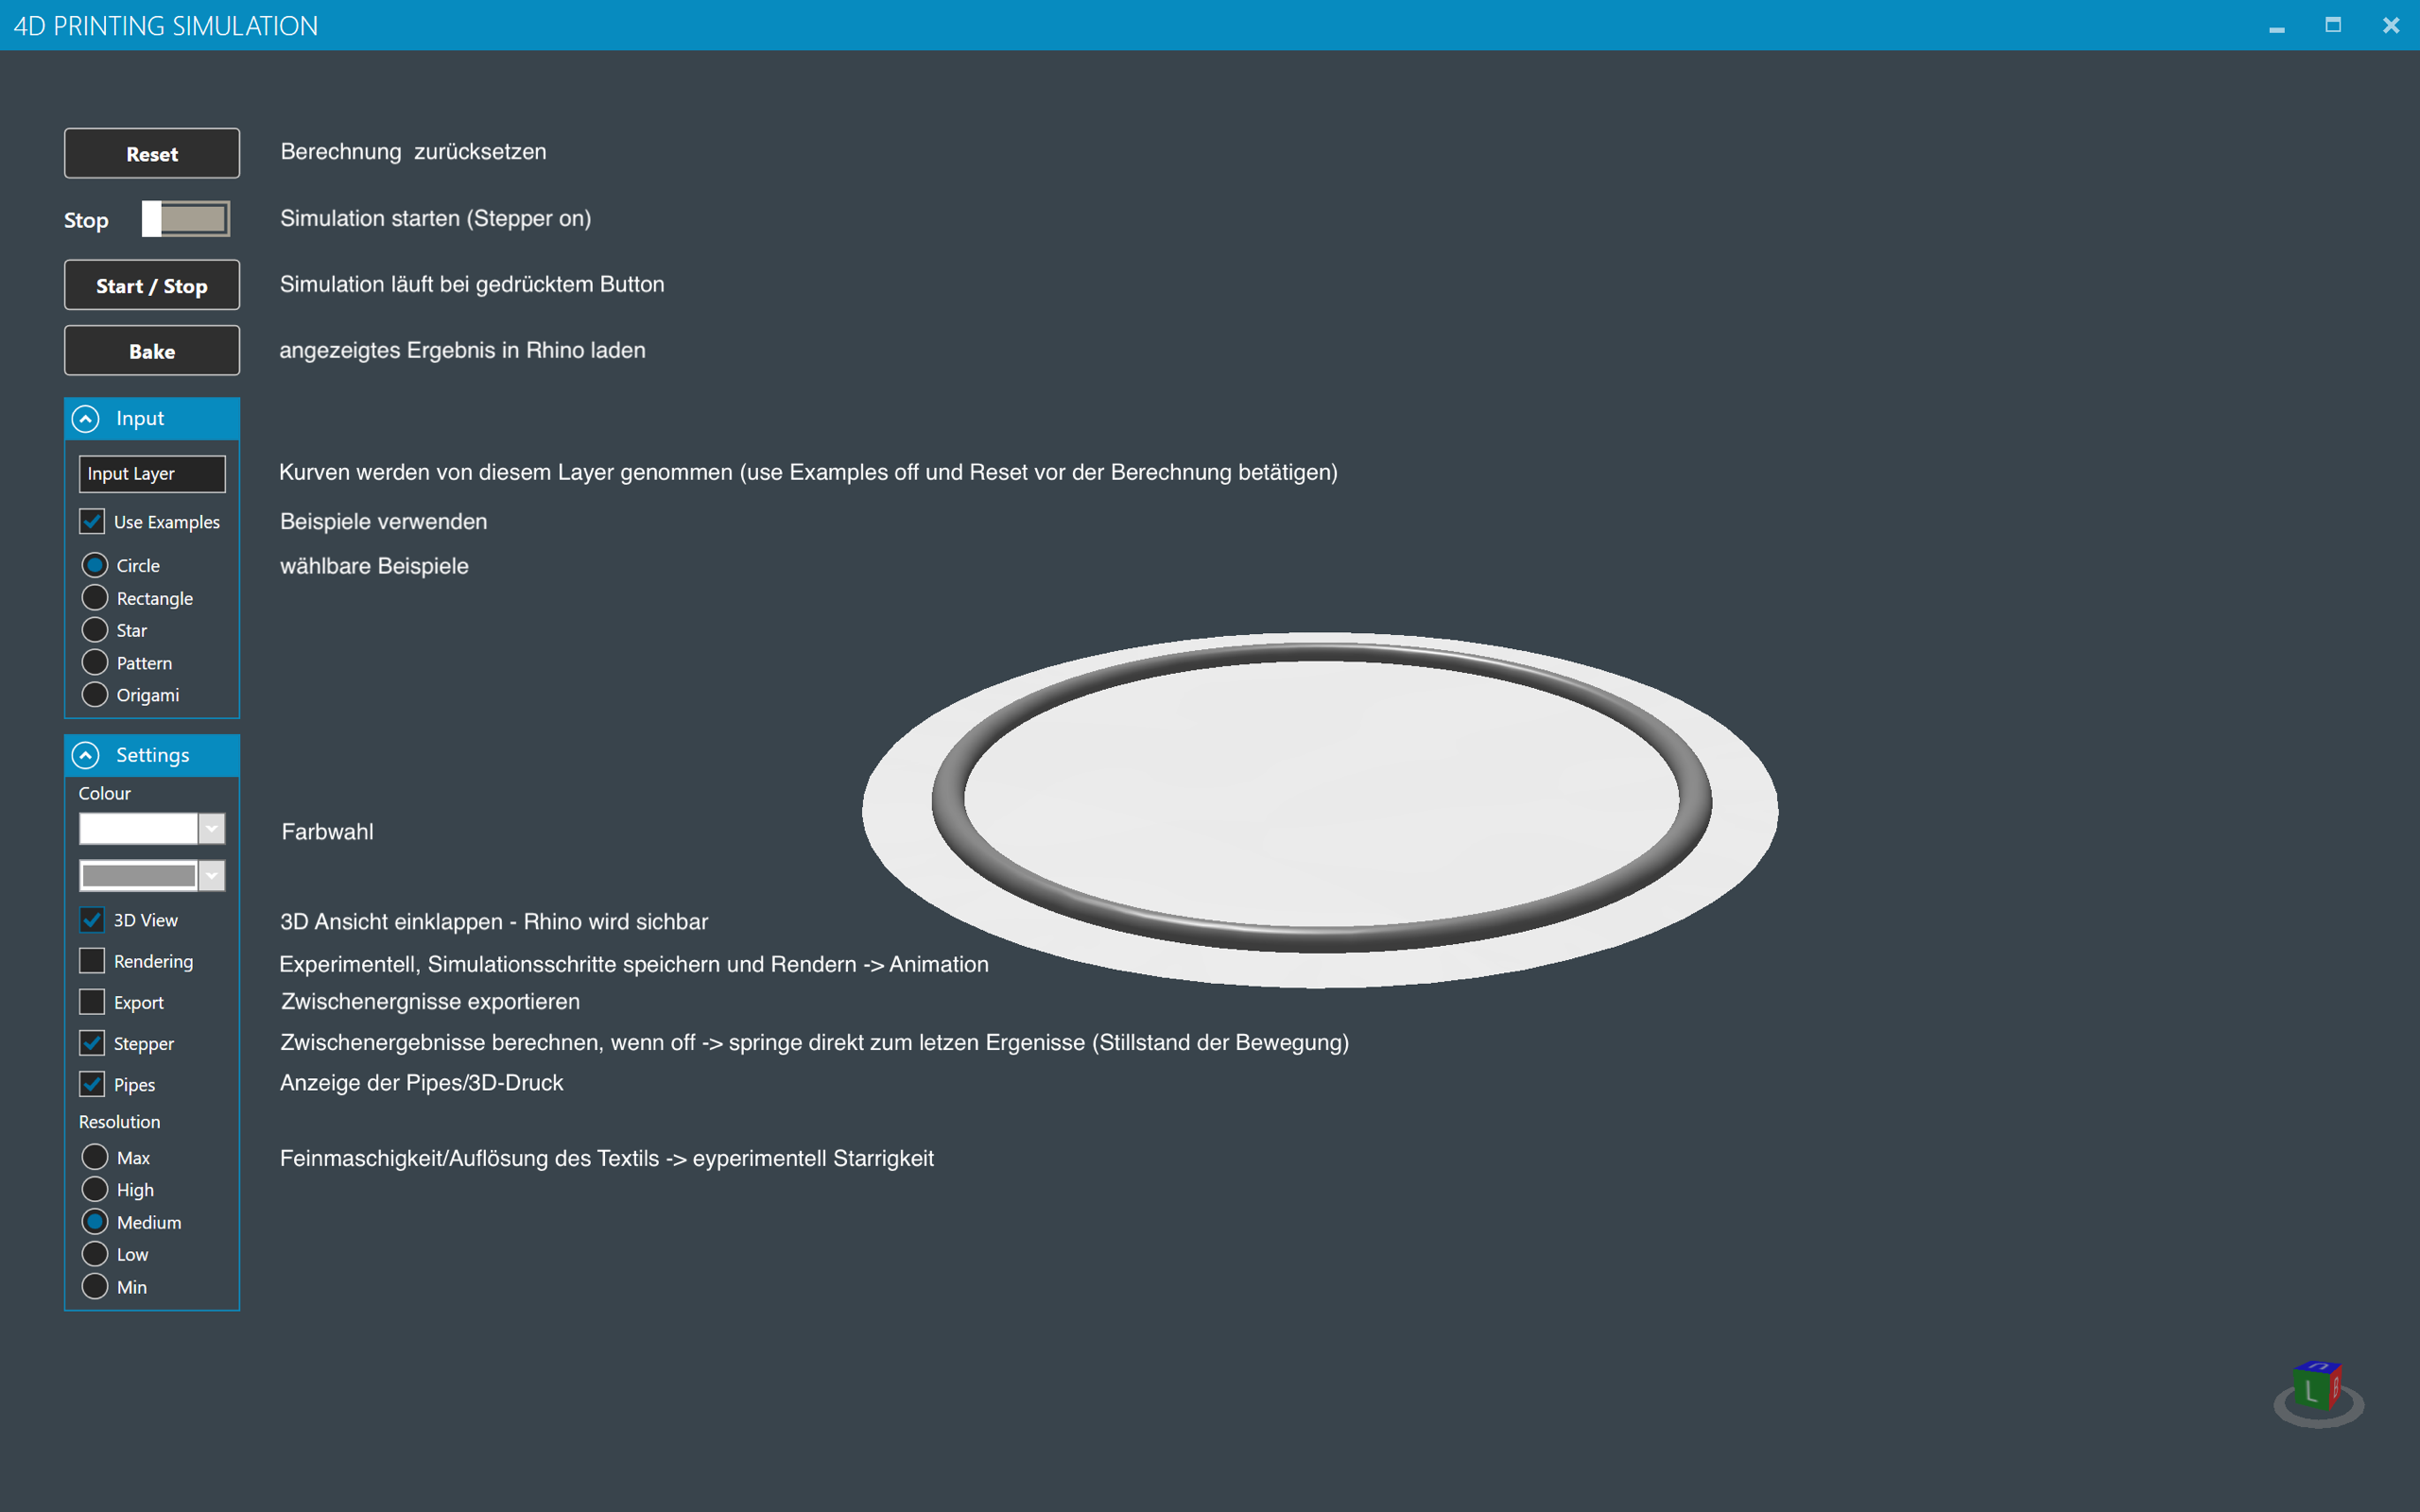 4D PRINTING SIMULATION
Reset Berechnung zurücksetzen
Stop Simulation starten (Stepper on)
Start / Stop Simulation läuft bei gedrücktem Button
Bake angezeigtes Ergebnis in Rhino laden
Input
Input Layer Kurven werden von diesem Layer genommen (use Examples off und Reset vor der Berechnung betätigen)
Use Examples Beispiele verwenden
Circle wählbare Beispiele
Rectangle
Star
Pattern
Origami
Settings
Colour
Farbwahl
3D View 3D Ansicht einklappen - Rhino wird sichbar
Rendering Experimentell, Simulationsschritte speichern und Rendern -> Animation
Export Zwischenergnisse exportieren
Stepper Zwischenergebnisse berechnen, wenn off -> springe direkt zum letzen Ergenisse (Stillstand der Bewegung)
Pipes Anzeige der Pipes/3D-Druck
Resolution
Max Feinmaschigkeit/Auflösung des Textils -> eyperimentell Starrigkeit
High
Medium
Low
Min
L